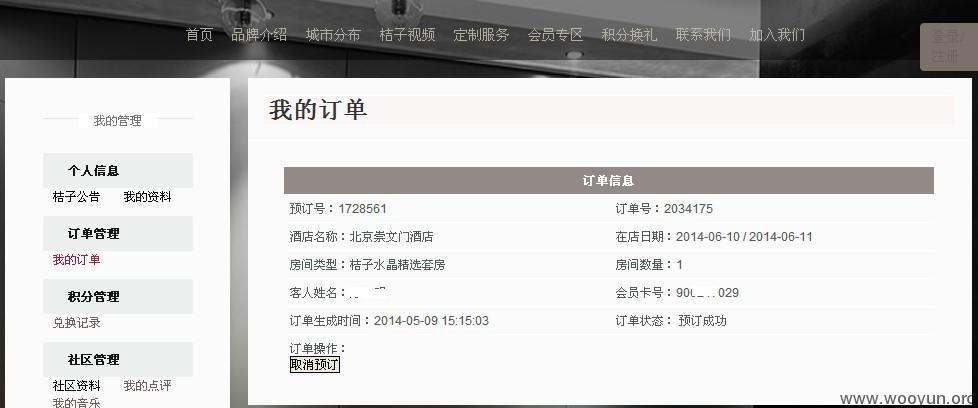 首页 品牌介绍 城市分布 桔子视频 定制服务 会员专区 积分换礼 联系我们 加入我们
登录/
注册
我的管理
个人信息
桔子公告 我的资料
订单管理
我的订单
积分管理
兑换记录
社区管理
社区资料 我的点评
我的音乐
我的订单
订单信息
预订号：1728561 订单号：2034175
酒店名称：北京崇文门酒店 在店日期：2014-06-10 / 2014-06-11
房间类型：桔子水晶精选套房 房间数量：1
客人姓名： 会员卡号：900 029
订单生成时间：2014-05-09 15:15:03 订单状态： 预订成功
订单操作：
取消预订
www.wooyun.org